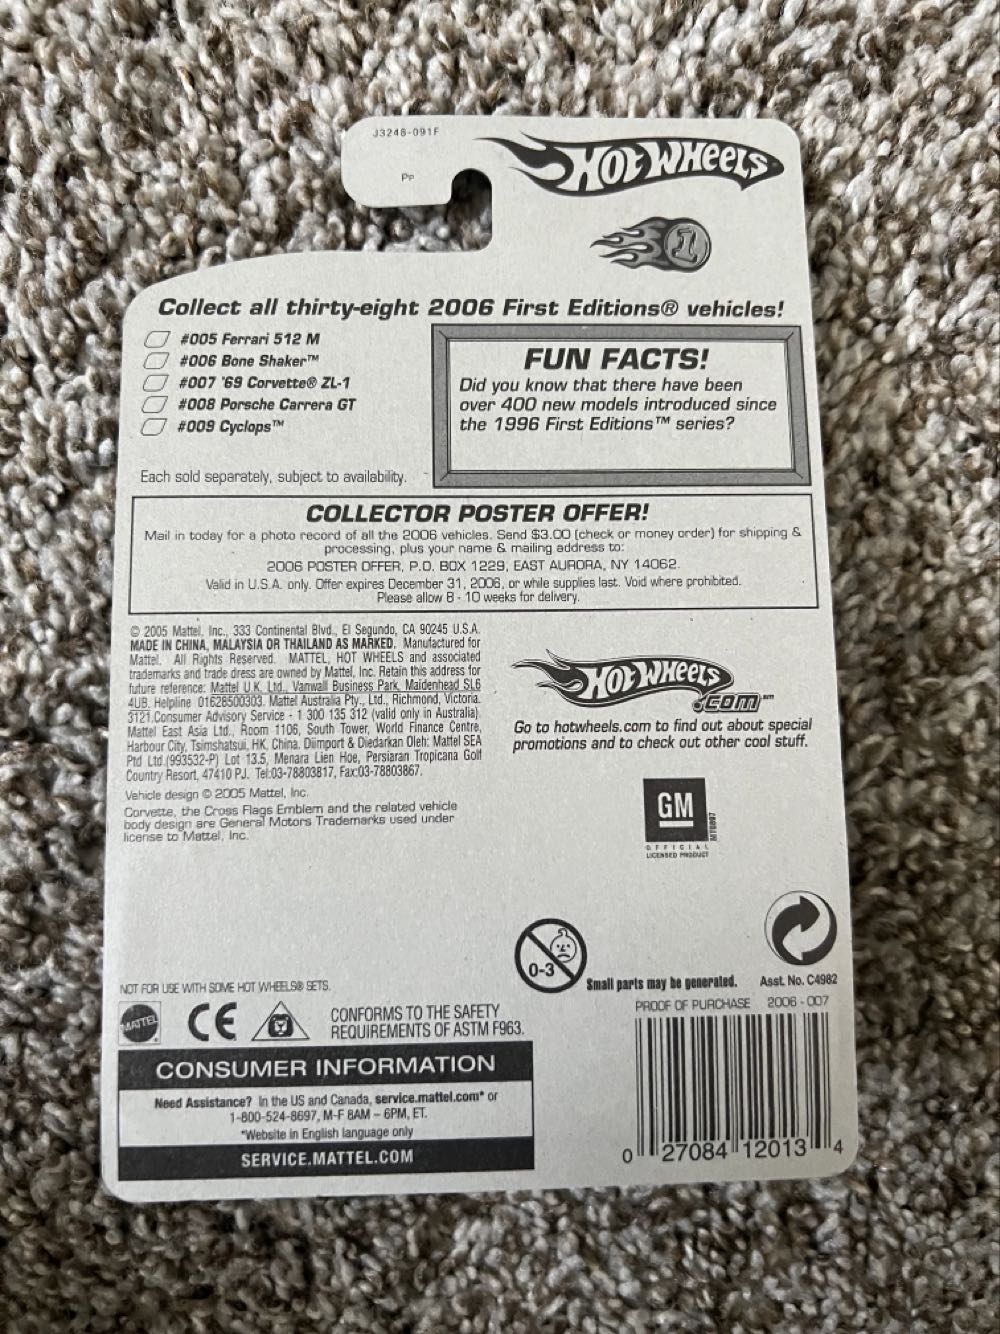 J3248-091F
PP
HOT WHEELS
1
Collect all thirty-eight 2006 First Editions® vehicles!
#005 Ferrari 512 M
#006 Bone Shaker™
#007 '69 Corvette® ZL-1
#008 Porsche Carrera GT
#009 Cyclops™
Each sold separately, subject to availability.
FUN FACTS!
Did you know that there have been
over 400 new models introduced since
the 1996 First Editions™ series?
COLLECTOR POSTER OFFER!
Mail in today for a photo record of all the 2006 vehicles. Send $3.00 (check or money order) for shipping &
processing, plus your name & mailing address to:
2006 POSTER OFFER, P.O. BOX 1229, EAST AURORA, NY 14062.
Valid in U.S.A. only. Offer expires December 31, 2006, or while supplies last. Void where prohibited.
Please allow 8 - 10 weeks for delivery.
© 2005 Mattel, Inc., 333 Continental Blvd., El Segundo, CA 90245 U.S.A.
MADE IN CHINA, MALAYSIA OR THAILAND AS MARKED. Manufactured for
Mattel. All Rights Reserved. MATTEL, HOT WHEELS and associated
trademarks and trade dress are owned by Mattel, Inc. Retain this address for
future reference: Mattel U.K. Ltd., Vanwall Business Park, Maidenhead SL6
4UB. Helpline 01628500303. Mattel Australia Pty., Ltd., Richmond, Victoria.
3121.Consumer Advisory Service - 1 300 135 312 (valid only in Australia).
Mattel East Asia Ltd., Room 1106, South Tower, World Finance Centre,
Harbour City, Tsimshatsui, HK, China. Diimport & Diedarkan Oleh: Mattel SEA
Ptd Ltd.(993532-P) Lot 13.5, Menara Lien Hoe, Persiaran Tropicana Golf
Country Resort, 47410 PJ. Tel:03-78803817, Fax:03-78803867.
Vehicle design © 2005 Mattel, Inc.
Corvette, the Cross Flags Emblem and the related vehicle
body design are General Motors Trademarks used under
license to Mattel, Inc.
HOT WHEELS
.COM℠
Go to hotwheels.com to find out about special
promotions and to check out other cool stuff.
GM
OFFICIAL
LICENSED PRODUCT
0-3
Small parts may be generated.
Asst. No. C4982
NOT FOR USE WITH SOME HOT WHEELS® SETS.
MATTEL
CE
CONFORMS TO THE SAFETY
REQUIREMENTS OF ASTM F963.
PROOF OF PURCHASE 2006 - 007
CONSUMER INFORMATION
Need Assistance? In the US and Canada, service.mattel.com* or
1-800-524-8697, M-F 8AM – 6PM, ET.
*Website in English language only
SERVICE.MATTEL.COM
0 27084 12013 4